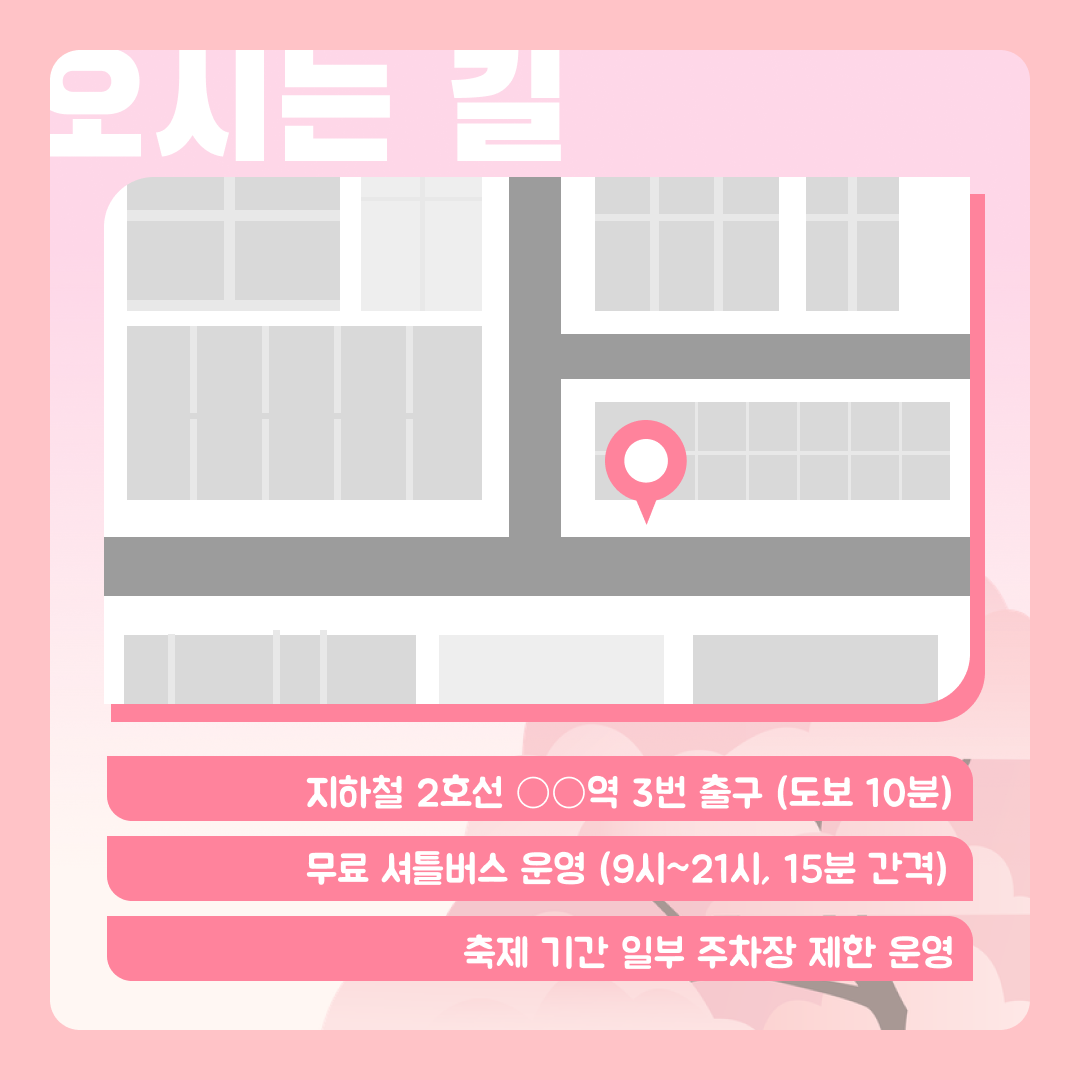 오시는 길
지하철 2호선 ○○역 3번 출구 (도보 10분)
무료 셔틀버스 운영 (9시~21시, 15분 간격)
축제 기간 일부 주차장 제한 운영